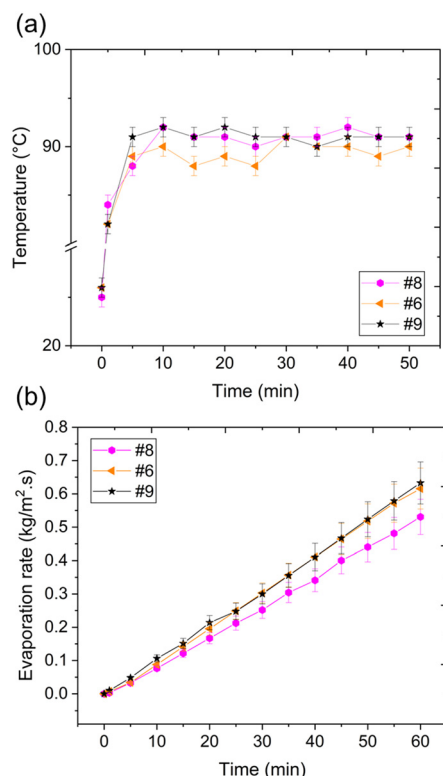 (a)
100
90
20
Temperature (°C)
#8
#6
#9
0 10 20 30 40 50
Time (min)
(b)
0.8
0.7
0.6
0.5
0.4
0.3
0.2
0.1
0.0
Evaporation rate (kg/m².s)
#8
#6
#9
0 10 20 30 40 50 60
Time (min)